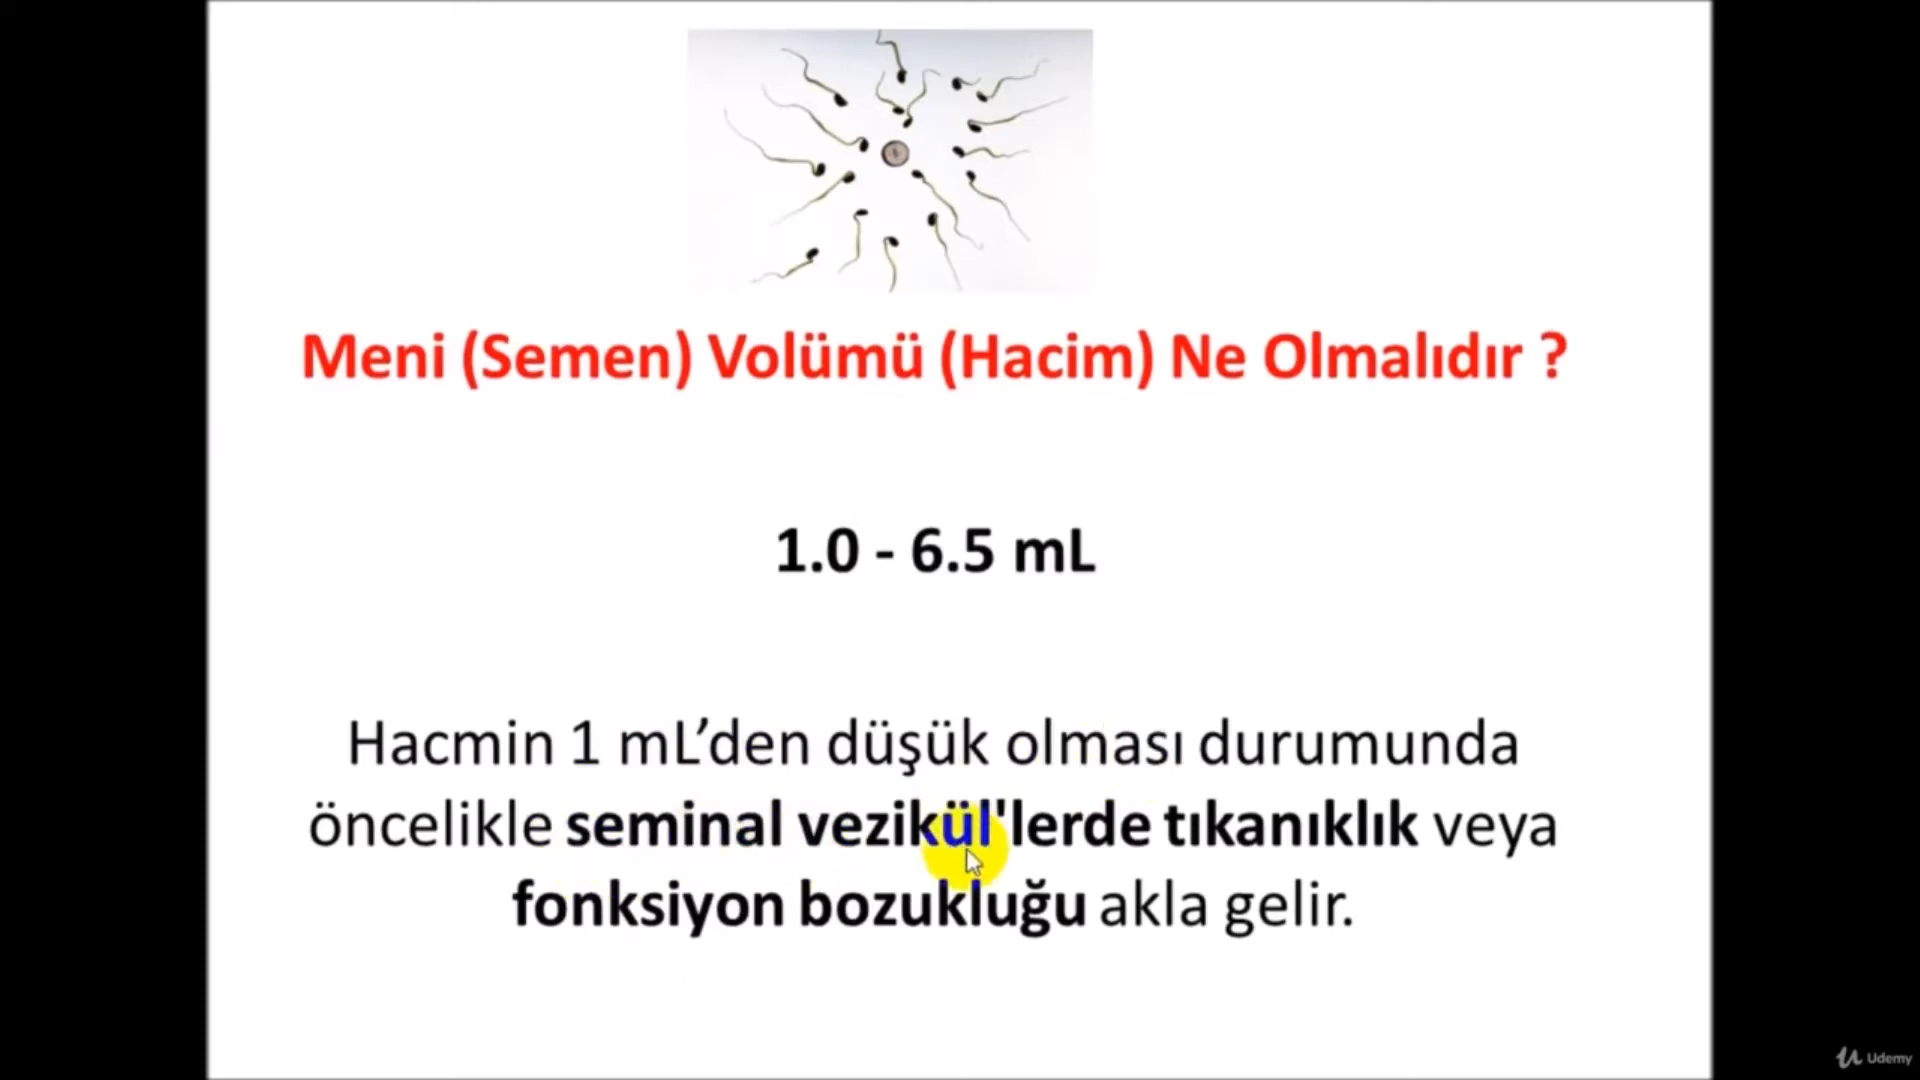 Meni (Semen) Volümü (Hacim) Ne Olmalıdır ?
1.0 - 6.5 mL
Hacmin 1 mL’den düşük olması durumunda
öncelikle seminal vezikül'lerde tıkanıklık veya
fonksiyon bozukluğu akla gelir.
Udemy